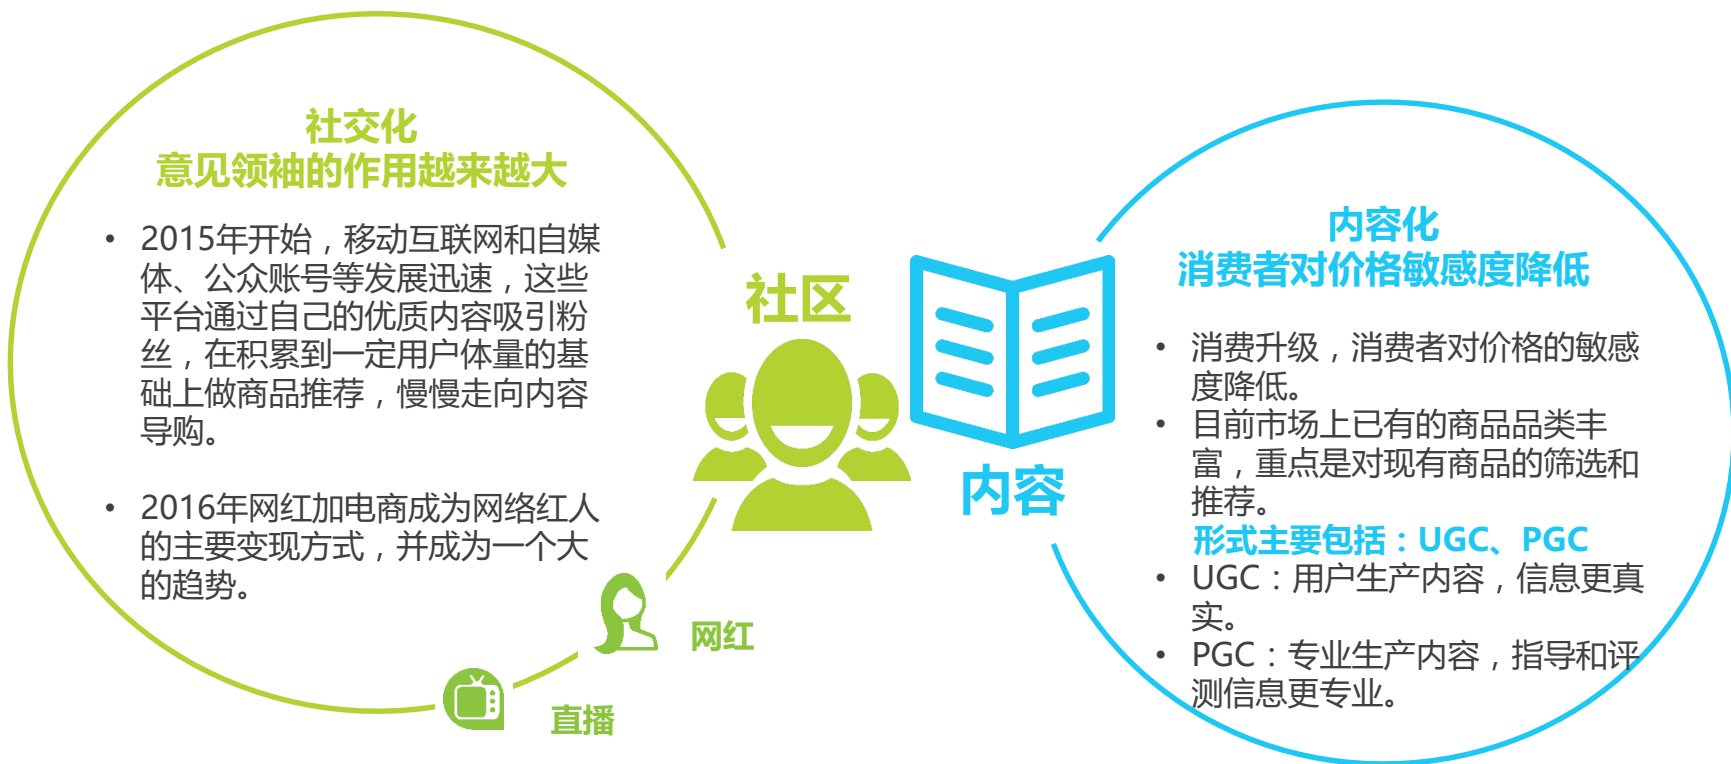 社交化
意见领袖的作用越来越大
• 2015年开始，移动互联网和自媒
体、公众账号等发展迅速，这些
平台通过自己的优质内容吸引粉
丝，在积累到一定用户体量的基
础上做商品推荐，慢慢走向内容
导购。
• 2016年网红加电商成为网络红人
的主要变现方式，并成为一个大
的趋势。
网红
直播
社区
内容
内容化
消费者对价格敏感度降低
• 消费升级，消费者对价格的敏感
度降低。
• 目前市场上已有的商品品类丰
富，重点是对现有商品的筛选和
推荐。
形式主要包括：UGC、PGC
• UGC：用户生产内容，信息更真
实。
• PGC：专业生产内容，指导和评
测信息更专业。